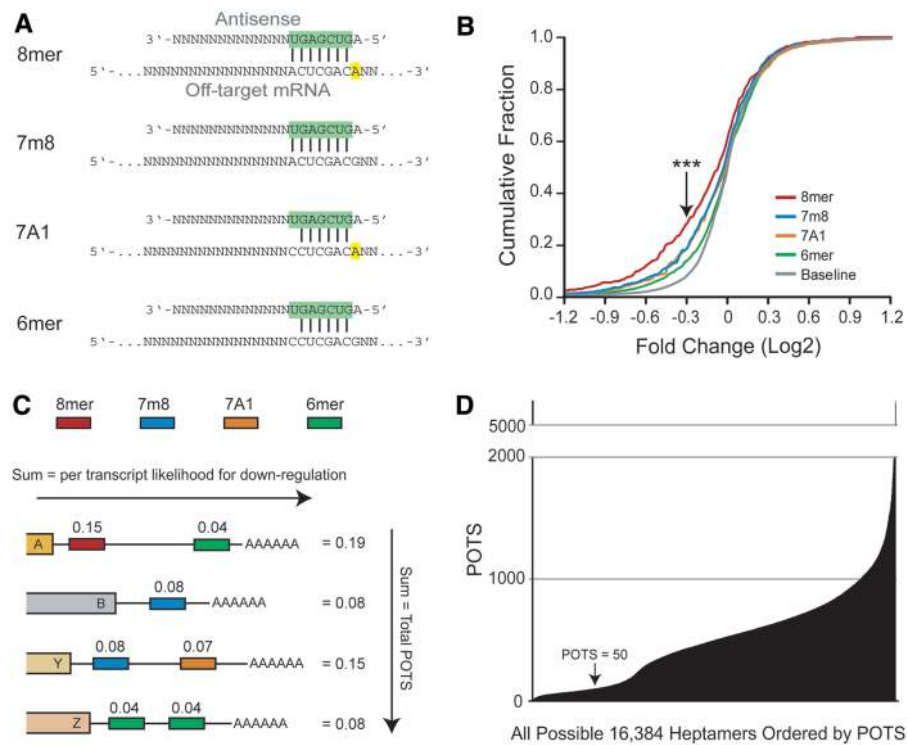 A
Antisense
8mer
3'-NNNNNNNNNNNNNUGAGCUGA-5'
5'-...NNNNNNNNNNNNNNNNACUCGACANN...-3'
Off-target mRNA
7m8
3'-NNNNNNNNNNNNNUGAGCUGA-5'
5'-...NNNNNNNNNNNNNNNNACUCGACGNN...-3'
7A1
3'-NNNNNNNNNNNNNUGAGCUGA-5'
5'-...NNNNNNNNNNNNNNNNCCUCGACANN...-3'
6mer
3'-NNNNNNNNNNNNNUGAGCUGA-5'
5'-...NNNNNNNNNNNNNNNNCCUCGACGNN...-3'
B
Cumulative Fraction
1.0
0.8
0.6
0.4
0.2
0.0
***
8mer
7m8
7A1
6mer
Baseline
-1.2 -0.9 -0.6 -0.3 0 0.3 0.6 0.9 1.2
Fold Change (Log2)
C
8mer 7m8 7A1 6mer
Sum = per transcript likelihood for down-regulation
0.15 0.04
A AAAAAA = 0.19
0.08
B AAAAAA = 0.08
0.08 0.07
Y AAAAAA = 0.15
0.04 0.04
Z AAAAAA = 0.08
Sum = Total POTS
D
POTS
5000
2000
1000
0
POTS = 50
All Possible 16,384 Heptamers Ordered by POTS